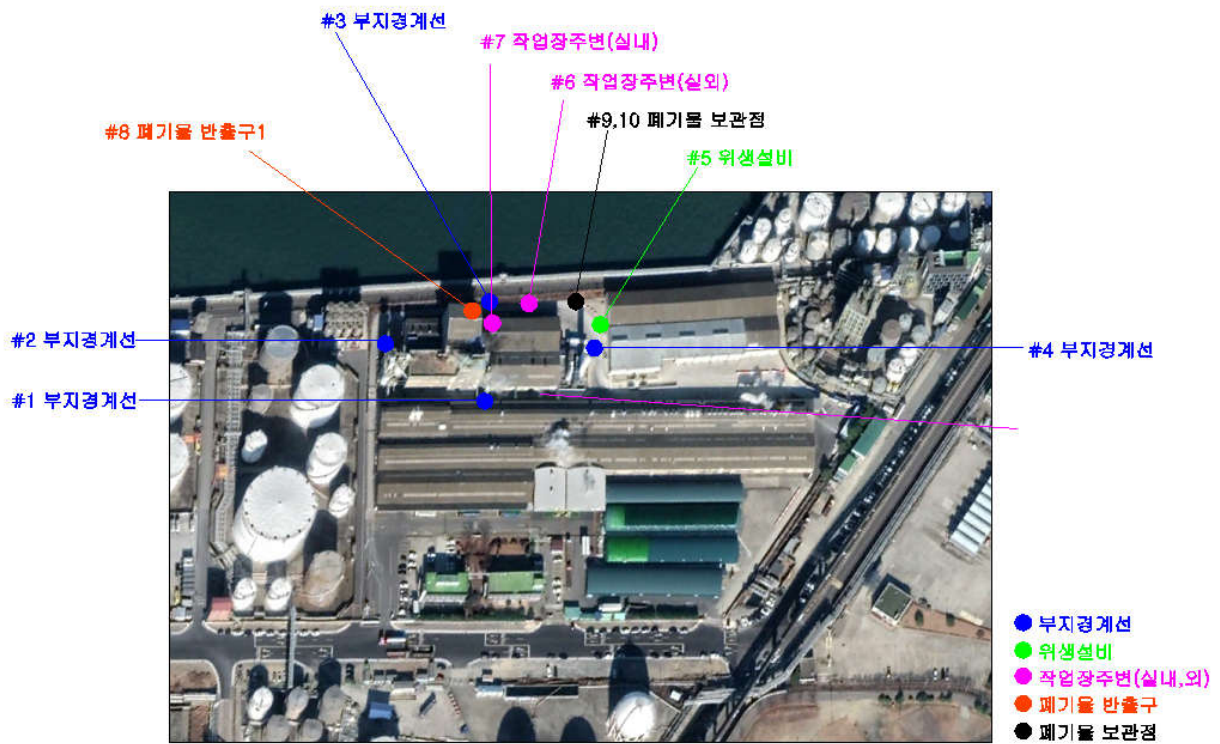 #3 부지경계선
#7 작업장주변(실내)
#6 작업장주변(실외)
#9,10 폐기물 보관점
#8 폐기물 반출구1
#5 위생설비
#2 부지경계선
#4 부지경계선
#1 부지경계선
부지경계선
위생설비
작업장주변(실내,외)
폐기물 반출구
폐기물 보관점